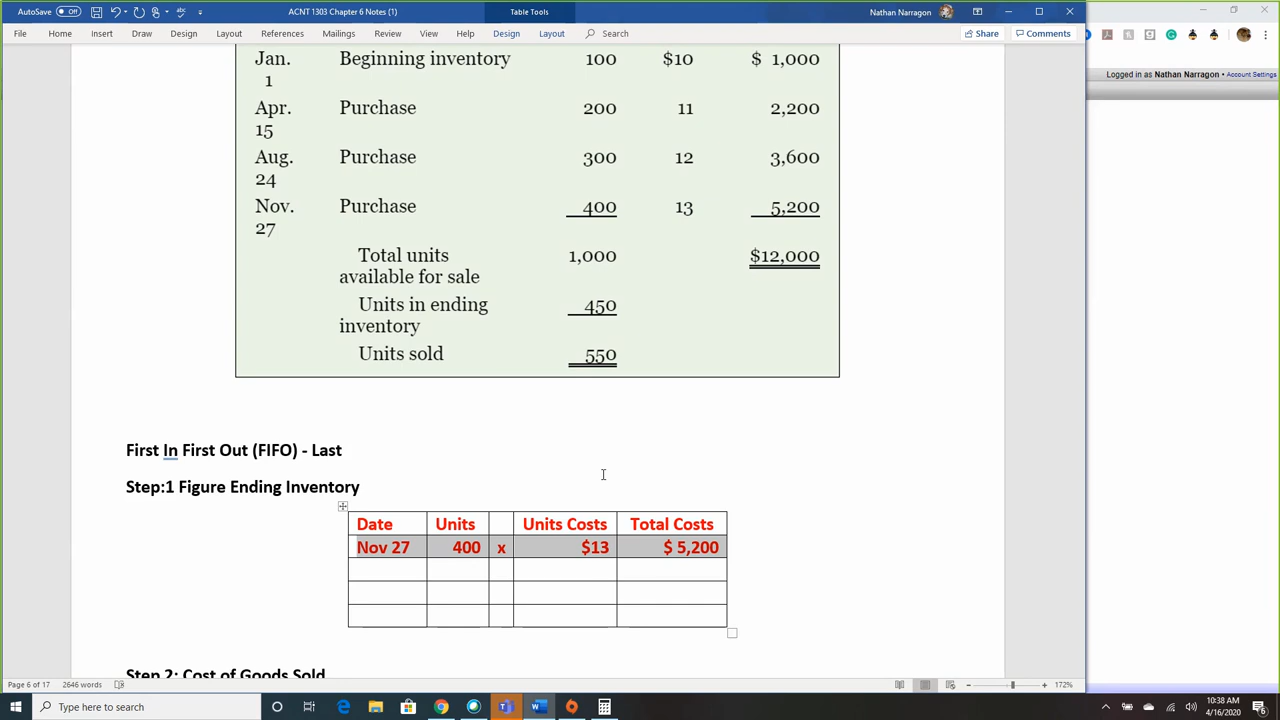 AutoSave Off ACNT 1303 Chapter 6 Notes (1) Table Tools Nathan Narragon
File Home Insert Draw Design Layout References Mailings Review View Help Design Layout Search Share Comments
Logged in as Nathan Narragon • Account Settings
Jan. 1 Beginning inventory 100 $10 $ 1,000
Apr. 15 Purchase 200 11 2,200
Aug. 24 Purchase 300 12 3,600
Nov. 27 Purchase 400 13 5,200
Total units available for sale 1,000 $12,000
Units in ending inventory 450
Units sold 550
First In First Out (FIFO) - Last
Step:1 Figure Ending Inventory
Date Units Units Costs Total Costs
Nov 27 400 x $13 $ 5,200
Step 2: Cost of Goods Sold
Page 6 of 17 2646 words 172%
Type here to search 10:38 AM
4/16/2020